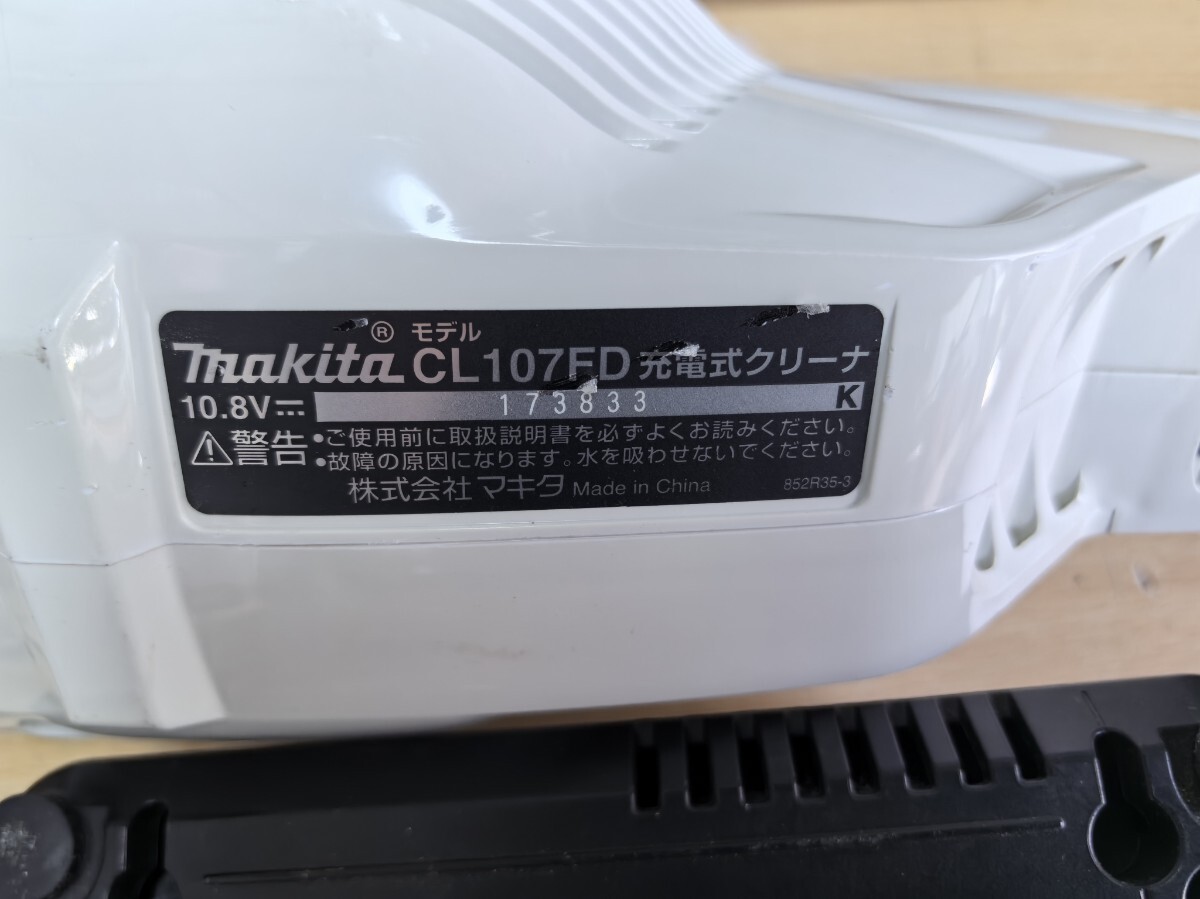 makita® モデル CL107FD 充電式クリーナ
10.8V⎓ 173833 K
⚠警告 •ご使用前に取扱説明書を必ずよくお読みください。
•故障の原因になります。水を吸わせないでください。
株式会社 マキタ Made in China 852R35-3